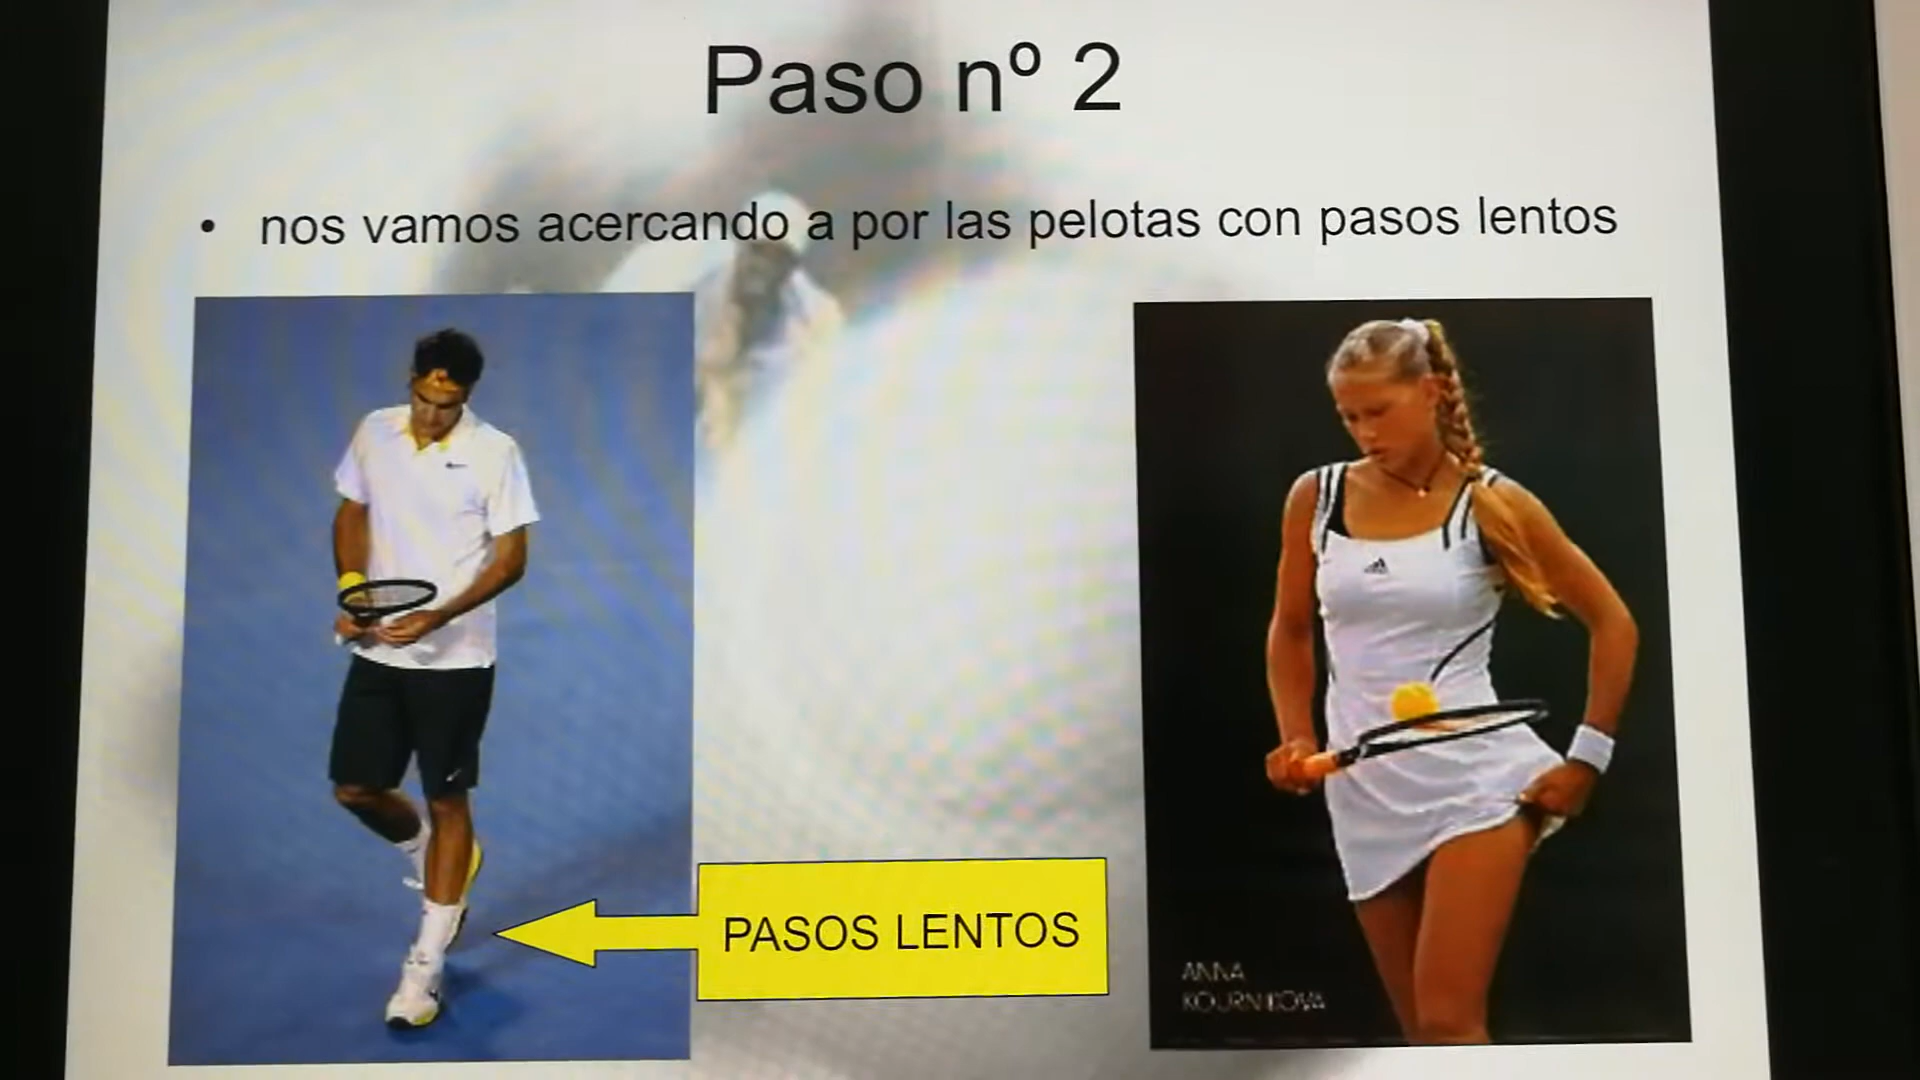 Paso nº 2
• nos vamos acercando a por las pelotas con pasos lentos
PASOS LENTOS
ANNA
KOURNIKOVA